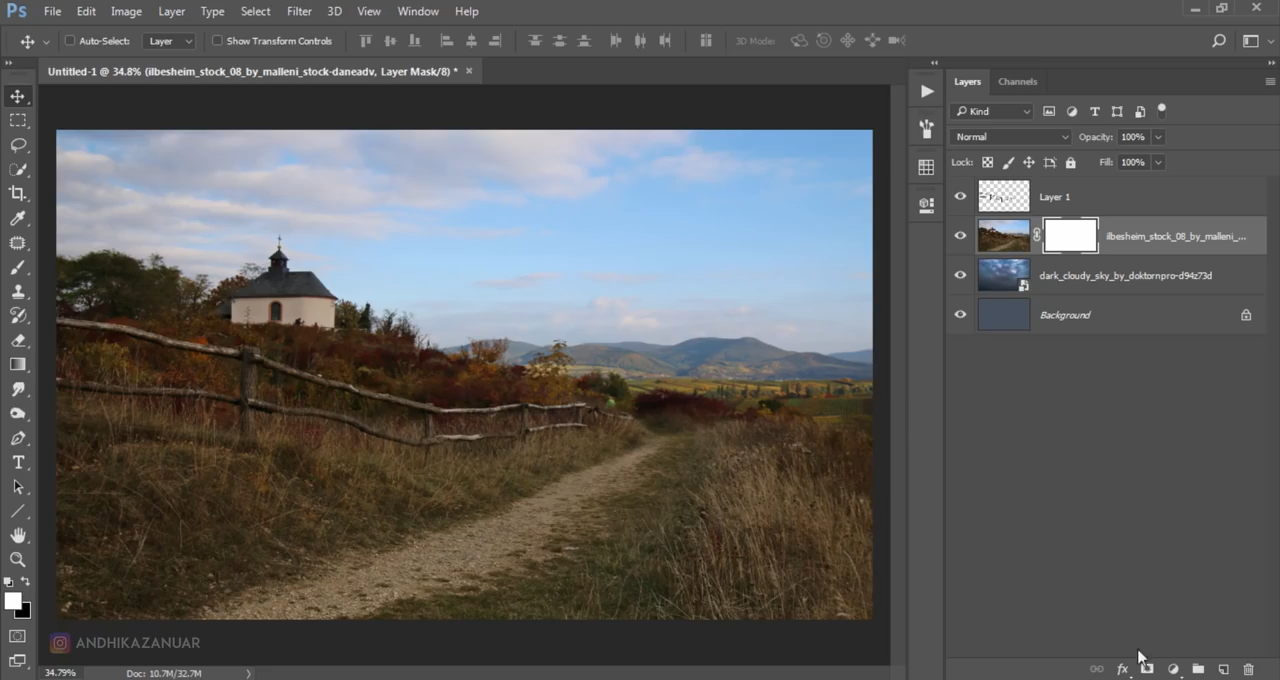 Ps File Edit Image Layer Type Select Filter 3D View Window Help
Auto-Select: Layer Show Transform Controls 3D Mode:
Untitled-1 @ 34.8% (ilbesheim_stock_08_by_malleni_stock-daneadv, Layer Mask/8) * ×
Layers Channels
Kind
Normal Opacity: 100%
Lock: Fill: 100%
Layer 1
ilbesheim_stock_08_by_malleni_...
dark_cloudy_sky_by_doktornpro-d94z73d
Background
ANDHIKAZANUAR
34.79% Doc: 10.7M/32.7M
fx